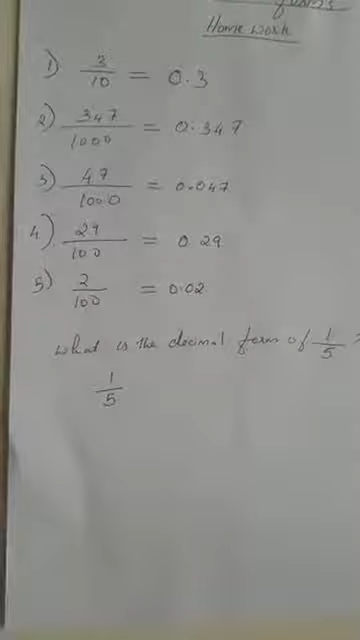 Home work
1) 3/10 = 0.3
2) 347/1000 = 0.347
3) 47/1000 = 0.047
4) 29/100 = 0.29
5) 2/100 = 0.02
what is the decimal form of 1/5
1/5